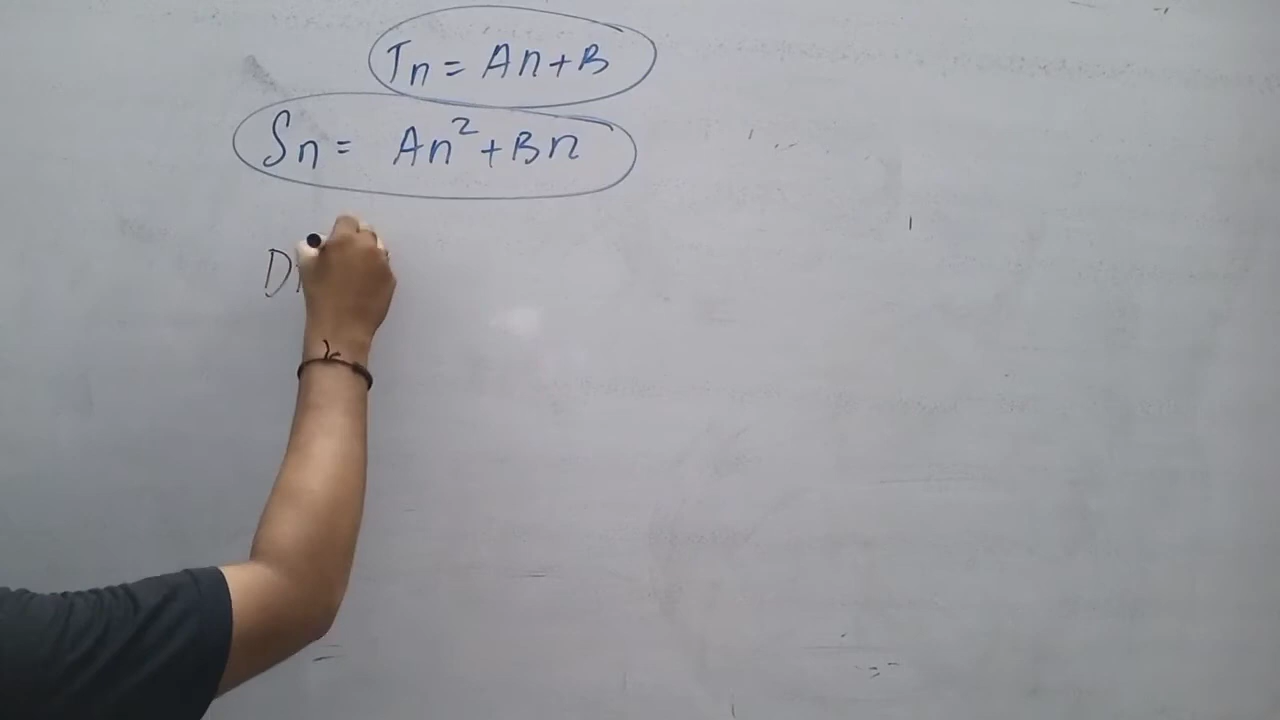 Tn = An+B
Sn = An²+Bn
D